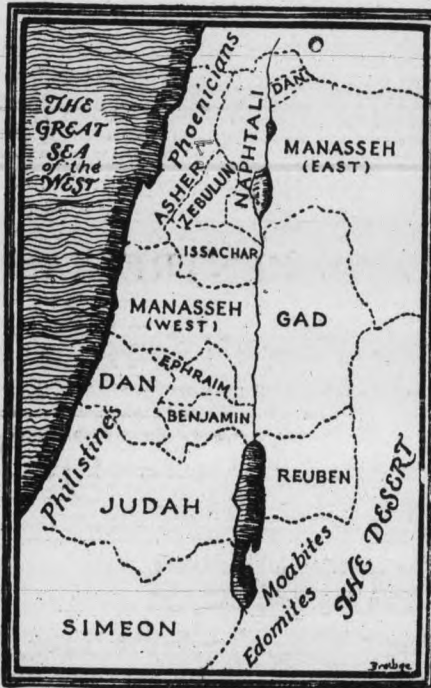 THE
GREAT
SEA
of the
WEST
Phoenicians
DAN
ASHER
ZEBULUN
NAPHTALI
MANASSEH
(EAST)
ISSACHAR
MANASSEH
(WEST)
GAD
EPHRAIM
DAN
BENJAMIN
Philistines
REUBEN
JUDAH
THE DESERT
Moabites
Edomites
SIMEON